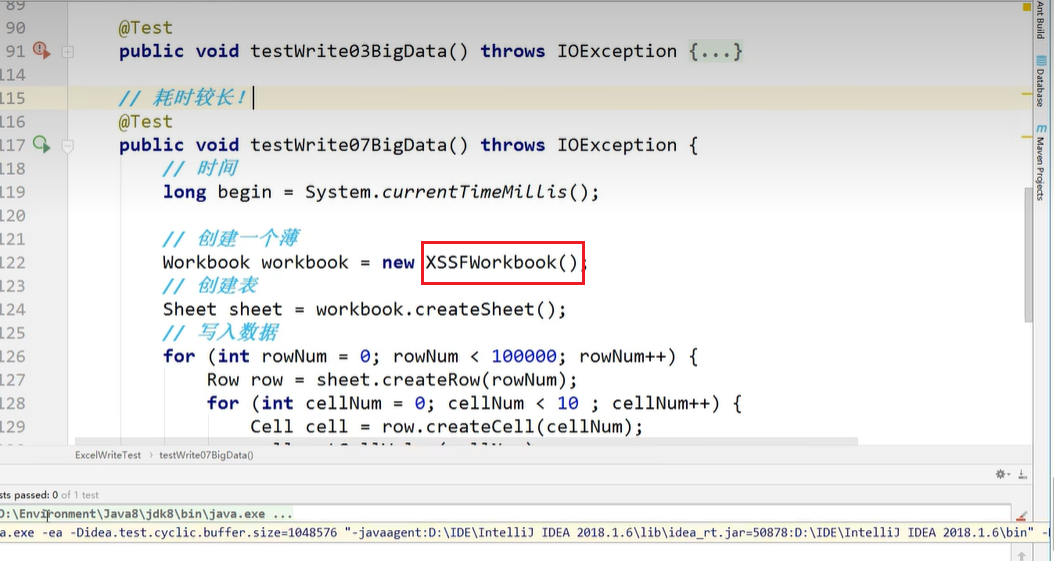 89
90 @Test
91 public void testWrite03BigData() throws IOException {...}
114
115 // 耗时较长!
116 @Test
117 public void testWrite07BigData() throws IOException {
118 // 时间
119 long begin = System.currentTimeMillis();
120
121 // 创建一个薄
122 Workbook workbook = new XSSFWorkbook();
123 // 创建表
124 Sheet sheet = workbook.createSheet();
125 // 写入数据
126 for (int rowNum = 0; rowNum < 100000; rowNum++) {
127 Row row = sheet.createRow(rowNum);
128 for (int cellNum = 0; cellNum < 10 ; cellNum++) {
129 Cell cell = row.createCell(cellNum);
ExcelWriteTest › testWrite07BigData()
sts passed: 0 of 1 test
D:\Environment\Java8\jdk8\bin\java.exe ...
a.exe -ea -Didea.test.cyclic.buffer.size=1048576 "-javaagent:D:\IDE\IntelliJ IDEA 2018.1.6\lib\idea_rt.jar=50878:D:\IDE\IntelliJ IDEA 2018.1.6\bin" -
Ant Build
Database
m Maven Projects